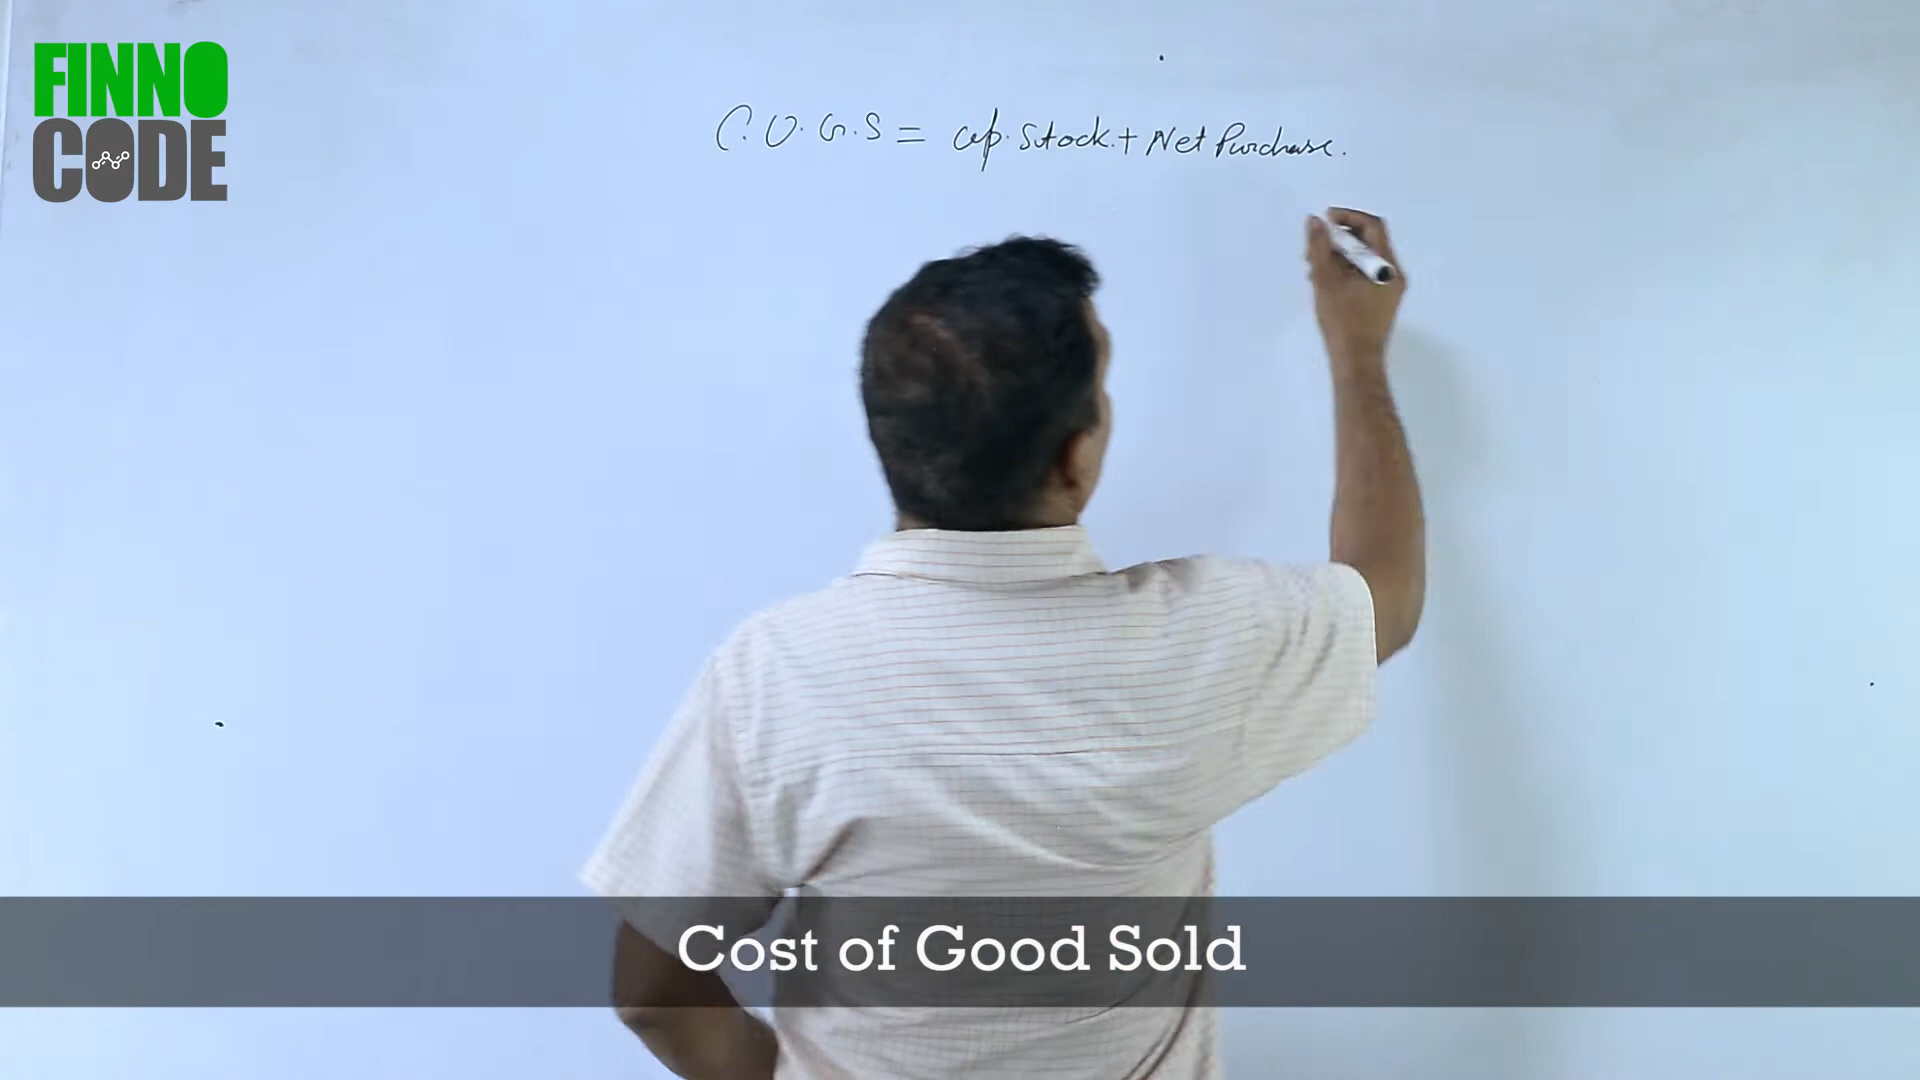 FINNO
CODE
C.O.G.S = op. Stock. + Net Purchase.
Cost of Good Sold